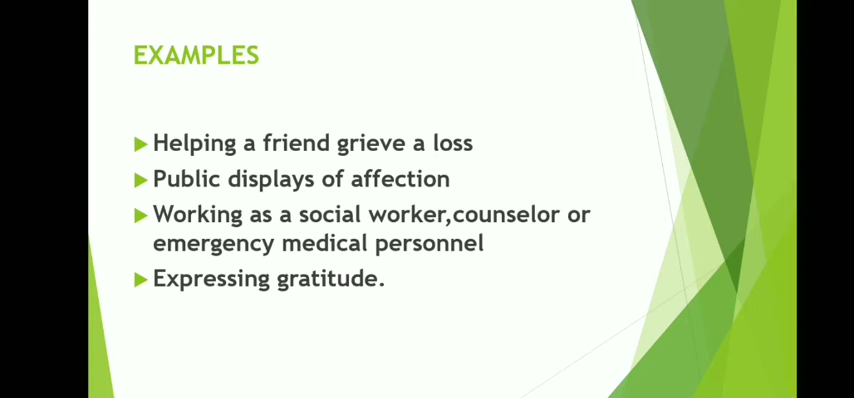 EXAMPLES
Helping a friend grieve a loss
Public displays of affection
Working as a social worker,counselor or
emergency medical personnel
Expressing gratitude.